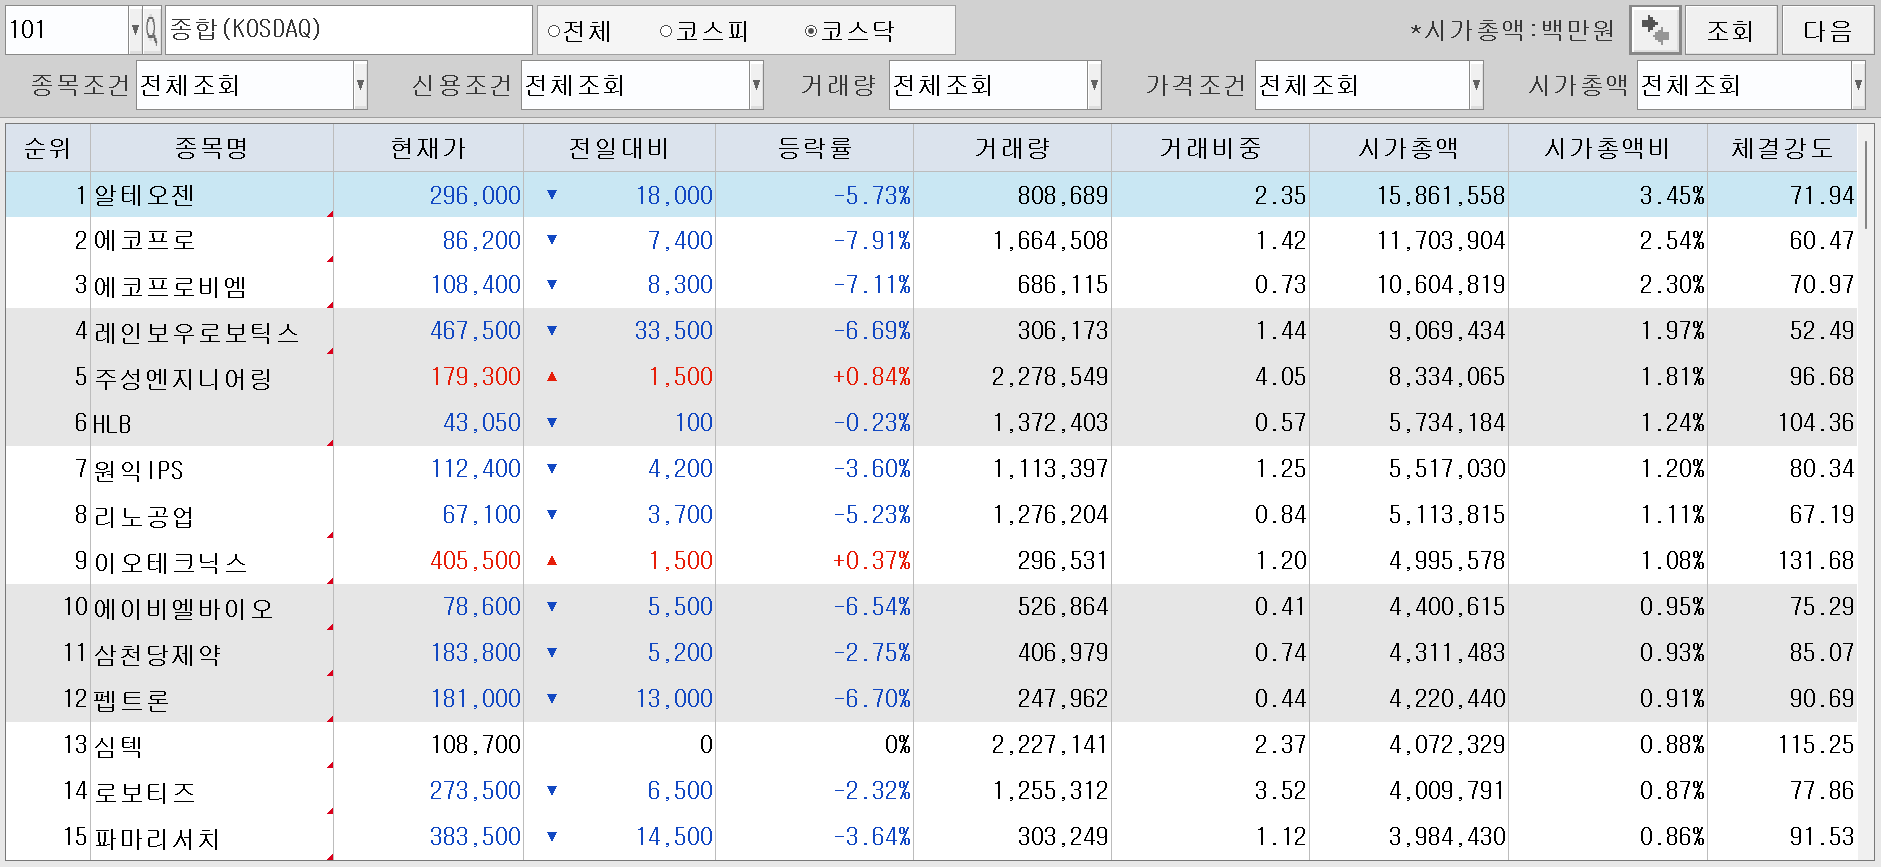 101 종합(KOSDAQ) 전체 코스피 코스닥 *시가총액:백만원 조회 다음
종목조건 전체조회 신용조건 전체조회 거래량 전체조회 가격조건 전체조회 시가총액 전체조회
순위 종목명 현재가 전일대비 등락률 거래량 거래비중 시가총액 시가총액비 체결강도
1 알테오젠 296,000 ▼ 18,000 -5.73% 808,689 2.35 15,861,558 3.45% 71.94
2 에코프로 86,200 ▼ 7,400 -7.91% 1,664,508 1.42 11,703,904 2.54% 60.47
3 에코프로비엠 108,400 ▼ 8,300 -7.11% 686,115 0.73 10,604,819 2.30% 70.97
4 레인보우로보틱스 467,500 ▼ 33,500 -6.69% 306,173 1.44 9,069,434 1.97% 52.49
5 주성엔지니어링 179,300 ▲ 1,500 +0.84% 2,278,549 4.05 8,334,065 1.81% 96.68
6 HLB 43,050 ▼ 100 -0.23% 1,372,403 0.57 5,734,184 1.24% 104.36
7 원익IPS 112,400 ▼ 4,200 -3.60% 1,113,397 1.25 5,517,030 1.20% 80.34
8 리노공업 67,100 ▼ 3,700 -5.23% 1,276,204 0.84 5,113,815 1.11% 67.19
9 이오테크닉스 405,500 ▲ 1,500 +0.37% 296,531 1.20 4,995,578 1.08% 131.68
10 에이비엘바이오 78,600 ▼ 5,500 -6.54% 526,864 0.41 4,400,615 0.95% 75.29
11 삼천당제약 183,800 ▼ 5,200 -2.75% 406,979 0.74 4,311,483 0.93% 85.07
12 펩트론 181,000 ▼ 13,000 -6.70% 247,962 0.44 4,220,440 0.91% 90.69
13 심텍 108,700 0 0% 2,227,141 2.37 4,072,329 0.88% 115.25
14 로보티즈 273,500 ▼ 6,500 -2.32% 1,255,312 3.52 4,009,791 0.87% 77.86
15 파마리서치 383,500 ▼ 14,500 -3.64% 303,249 1.12 3,984,430 0.86% 91.53